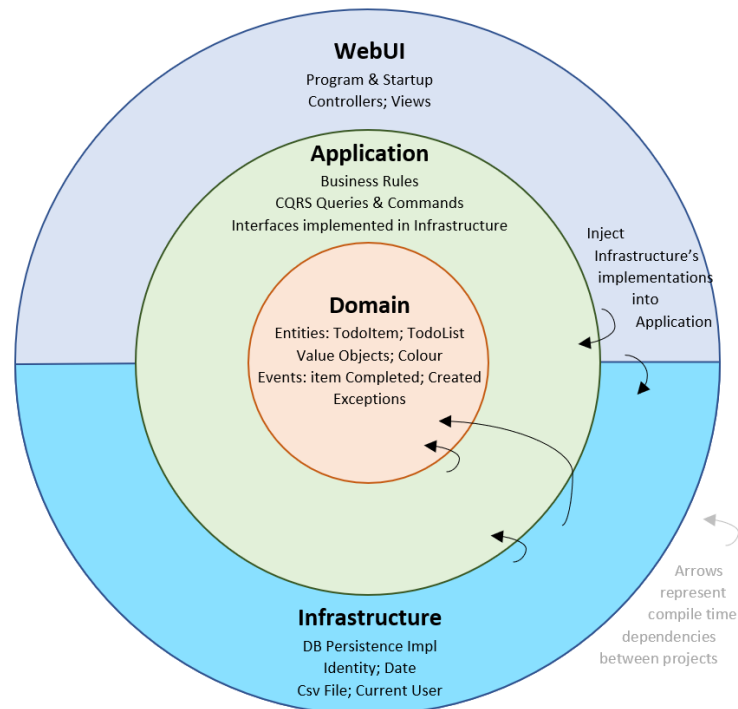 WebUI
Program & Startup
Controllers; Views
Application
Business Rules
CQRS Queries & Commands
Interfaces implemented in Infrastructure
Inject
Infrastructure's
implementations
into
Application
Domain
Entities: TodoItem; TodoList
Value Objects; Colour
Events: item Completed; Created
Exceptions
Infrastructure
DB Persistence Impl
Identity; Date
Csv File; Current User
Arrows
represent
compile time
dependencies
between projects